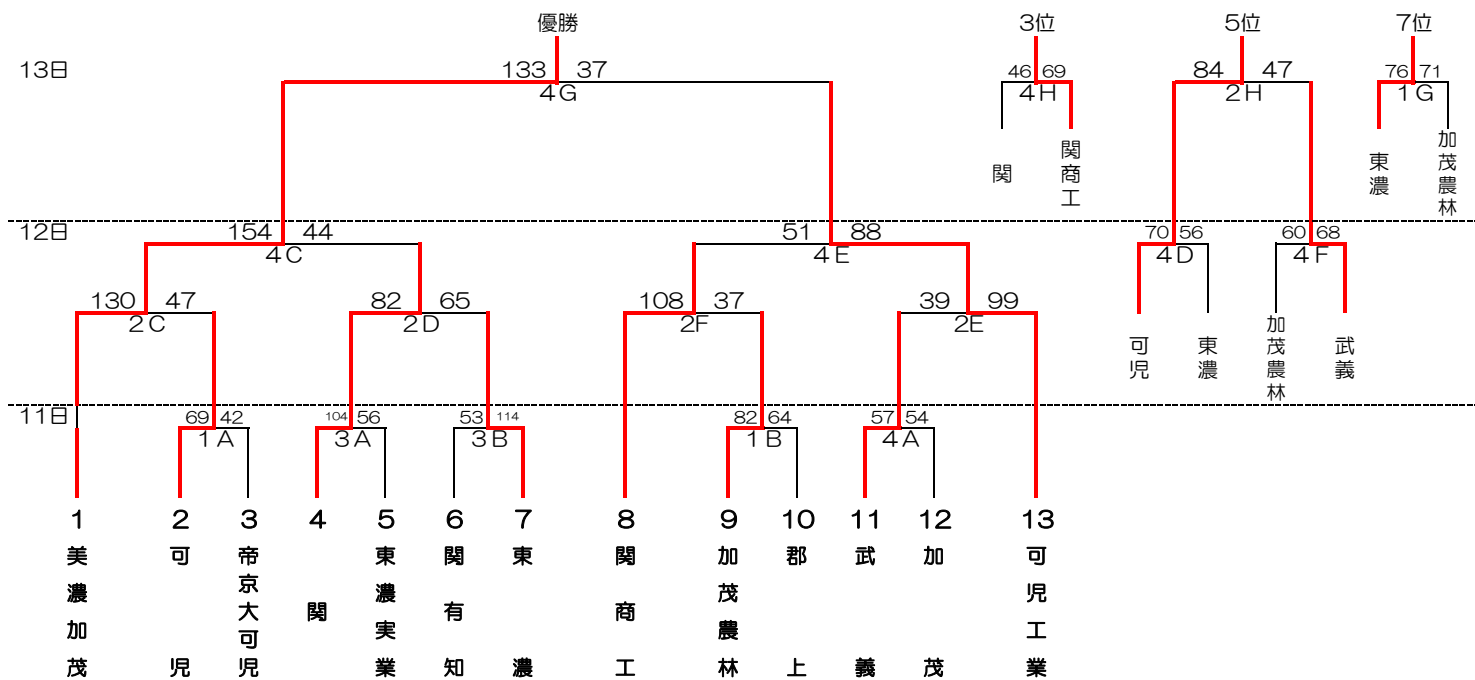 優勝 3位 5位 7位
13日 133 37 46 69 84 47 76 71
4G 4H 2H 1G
関 関商工 東濃 加茂農林
12日 154 44 51 88 70 56 60 68
4C 4E 4D 4F
130 47 82 65 108 37 39 99
2C 2D 2F 2E
可児 東濃 加茂農林 武義
11日 69 42 104 56 53 114 82 64 57 54
1A 3A 3B 1B 4A
1 2 3 4 5 6 7 8 9 10 11 12 13
美濃加茂
可児
帝京大可児
関
東濃実業
関有知
東濃
関商工
加茂農林
郡上
武義
加茂
可児工業